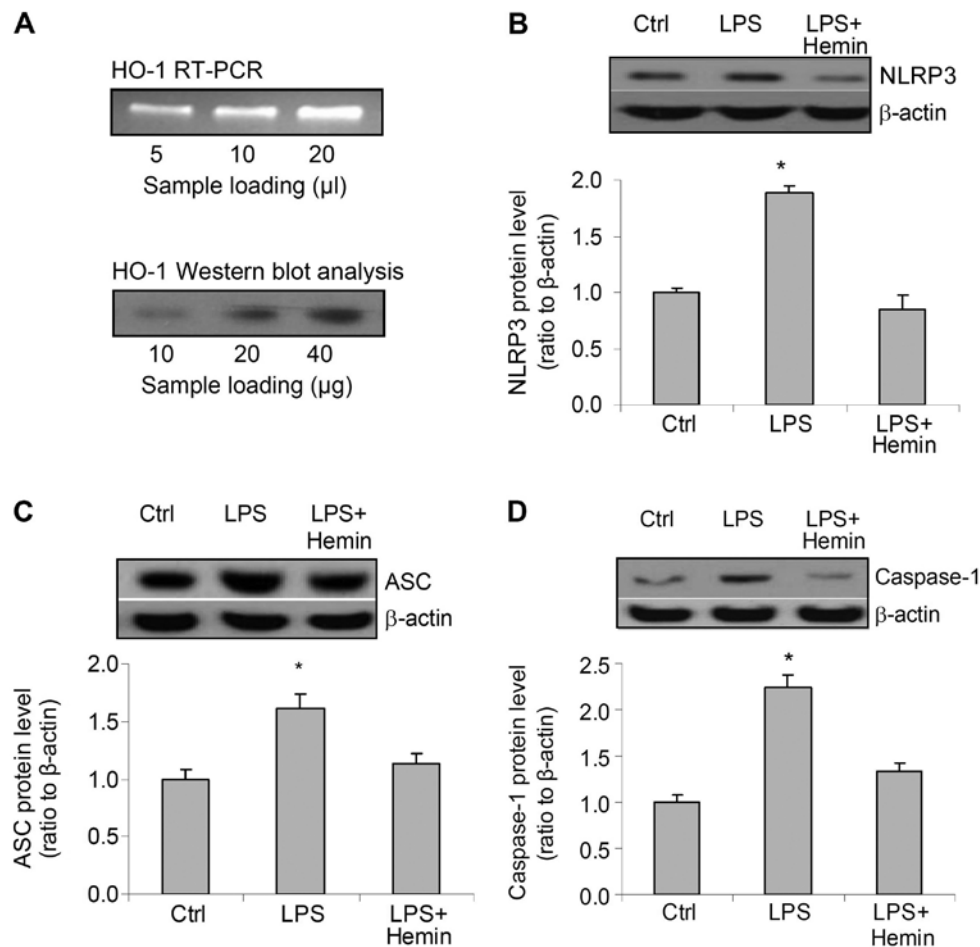 A
HO-1 RT-PCR
5 10 20
Sample loading (µl)
HO-1 Western blot analysis
10 20 40
Sample loading (µg)
B
Ctrl LPS LPS+
Hemin
NLRP3
β-actin
NLRP3 protein level
(ratio to β-actin)
2.0
1.5
1.0
0.5
0.0
*
Ctrl LPS LPS+
Hemin
C
Ctrl LPS LPS+
Hemin
ASC
β-actin
ASC protein level
(ratio to β-actin)
2.0
1.5
1.0
0.5
0.0
*
Ctrl LPS LPS+
Hemin
D
Ctrl LPS LPS+
Hemin
Caspase-1
β-actin
Caspase-1 protein level
(ratio to β-actin)
2.5
2.0
1.5
1.0
0.5
0.0
*
Ctrl LPS LPS+
Hemin